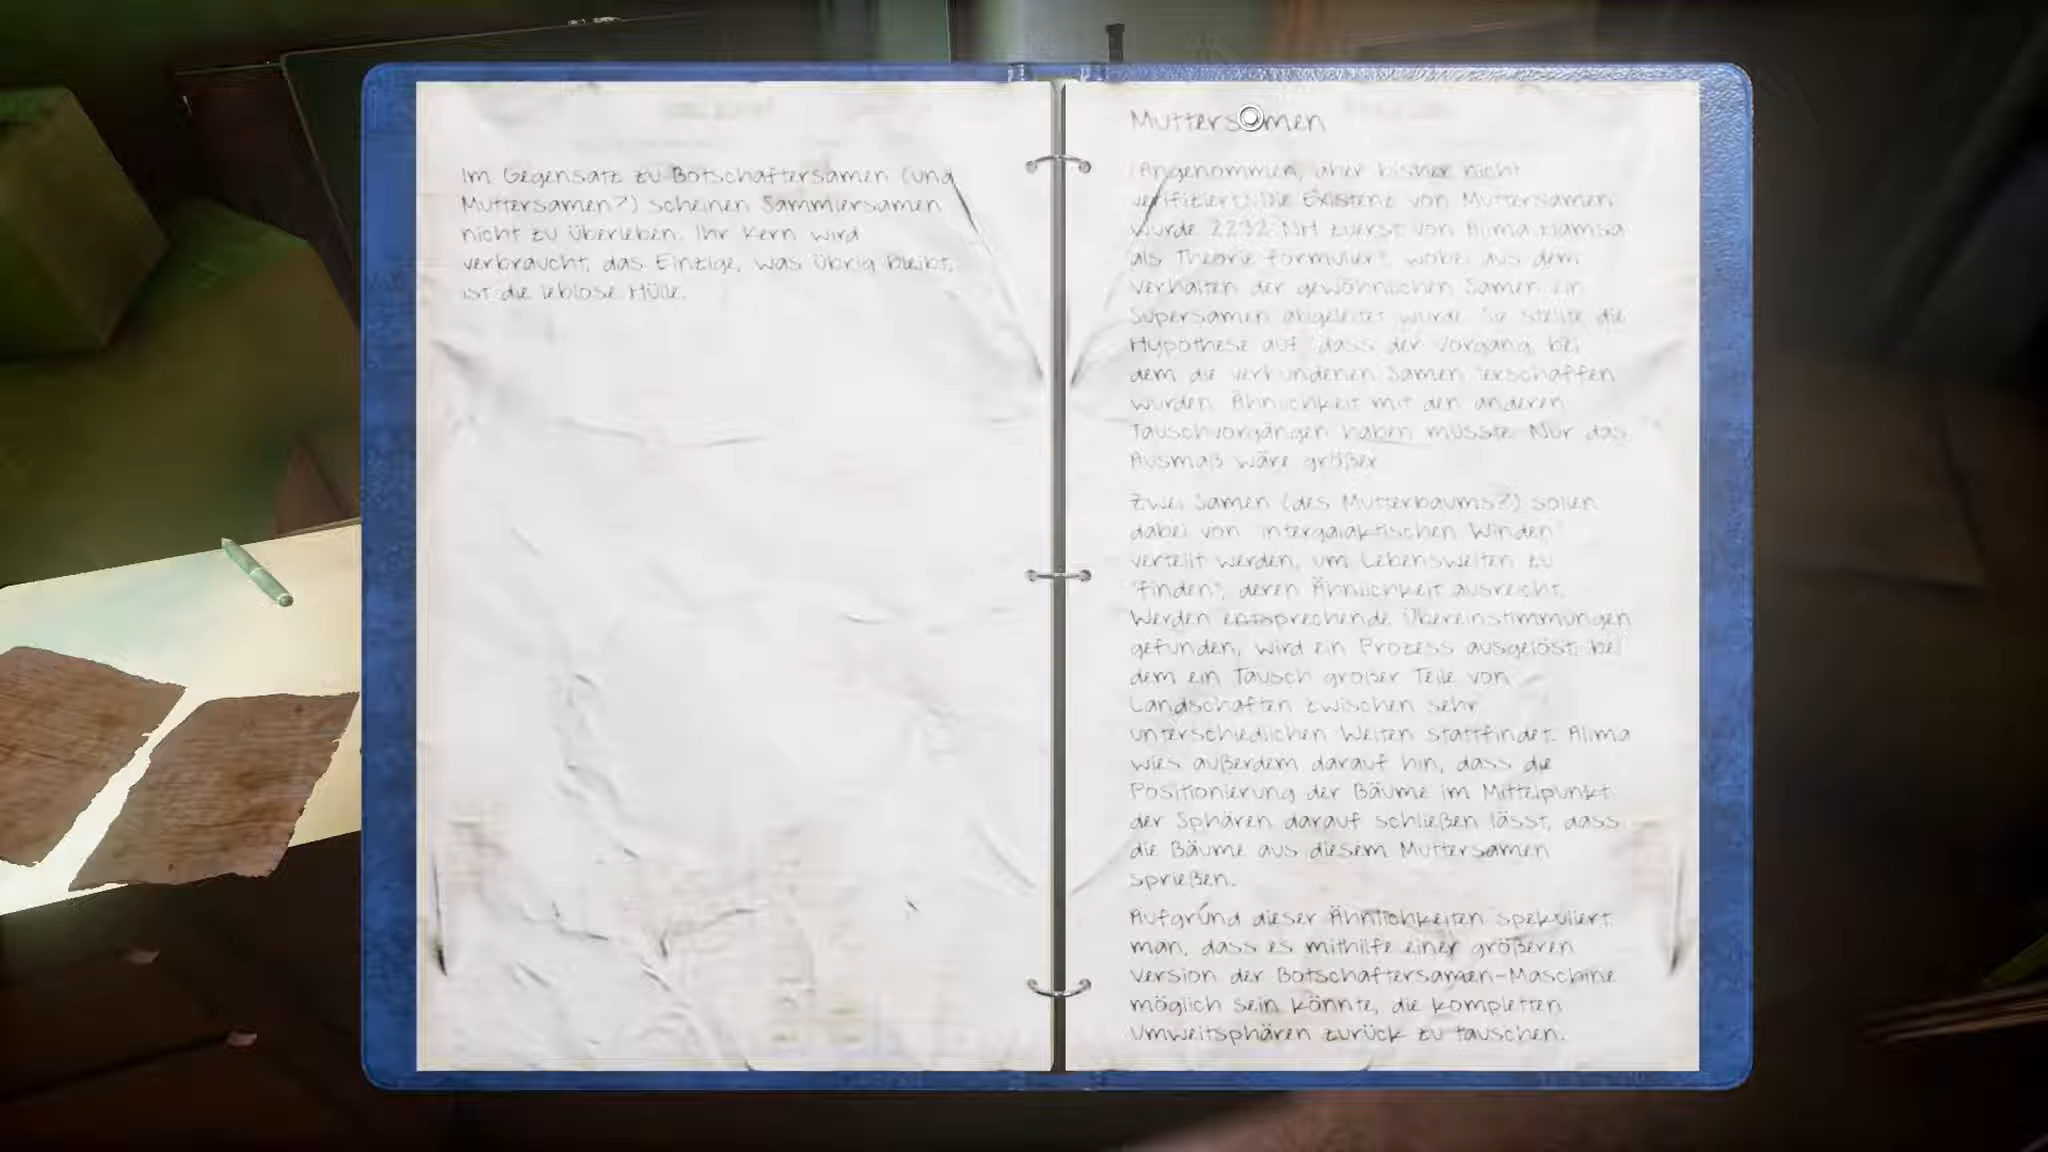 Im Gegensatz zu Botschaftersamen (und
Muttersamen?) scheinen Sammlersamen
nicht zu überleben. Ihr Kern wird
verbraucht, das Einzige, was übrig bleibt,
ist die leblose Hülle.
Muttersamen
(Angenommen, aber bisher nicht
verifiziert) Die Existenz von Muttersamen
wurde 2232 NH zuerst von Alima Hamsa
als Theorie formuliert, wobei aus dem
Verhalten der gewöhnlichen Samen ein
Supersamen abgeleitet wurde. Sie stellte die
Hypothese auf, dass der Vorgang, bei
dem die verbundenen Samen erschaffen
wurden, Ähnlichkeit mit den anderen
Tauschvorgängen haben müsste. Nur das
Ausmaß wäre größer.
Zwei Samen (des Mutterbaums?) sollen
dabei von "intergalaktischen Winden"
verteilt werden, um Lebenswelten zu
"finden", deren Ähnlichkeit ausreicht.
Werden entsprechende Übereinstimmungen
gefunden, wird ein Prozess ausgelöst, bei
dem ein Tausch großer Teile von
Landschaften zwischen sehr
unterschiedlichen Welten stattfindet. Alima
wies außerdem darauf hin, dass die
Positionierung der Bäume im Mittelpunkt
der Sphären darauf schließen lässt, dass
die Bäume aus diesem Muttersamen
sprießen.
Aufgrund dieser Ähnlichkeiten spekuliert
man, dass es mithilfe einer größeren
Version der Botschaftersamen-Maschine
möglich sein könnte, die kompletten
Umweltsphären zurück zu tauschen.